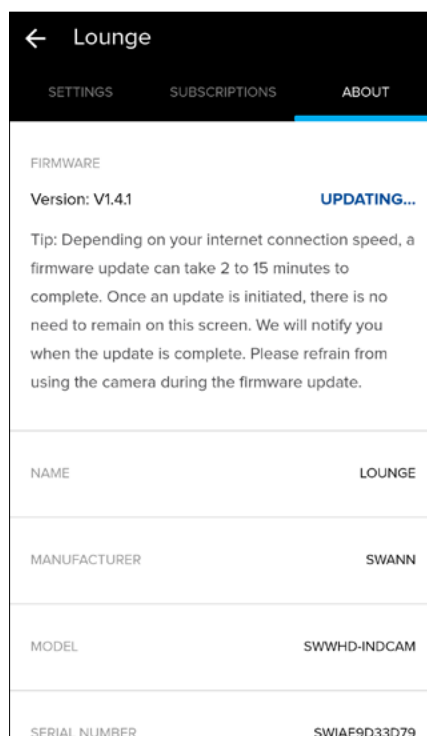 ← Lounge
SETTINGS SUBSCRIPTIONS ABOUT
FIRMWARE
Version: V1.4.1 UPDATING...
Tip: Depending on your internet connection speed, a
firmware update can take 2 to 15 minutes to
complete. Once an update is initiated, there is no
need to remain on this screen. We will notify you
when the update is complete. Please refrain from
using the camera during the firmware update.
NAME LOUNGE
MANUFACTURER SWANN
MODEL SWWHD-INDCAM
SERIAL NUMBER SWIAE9D33D79